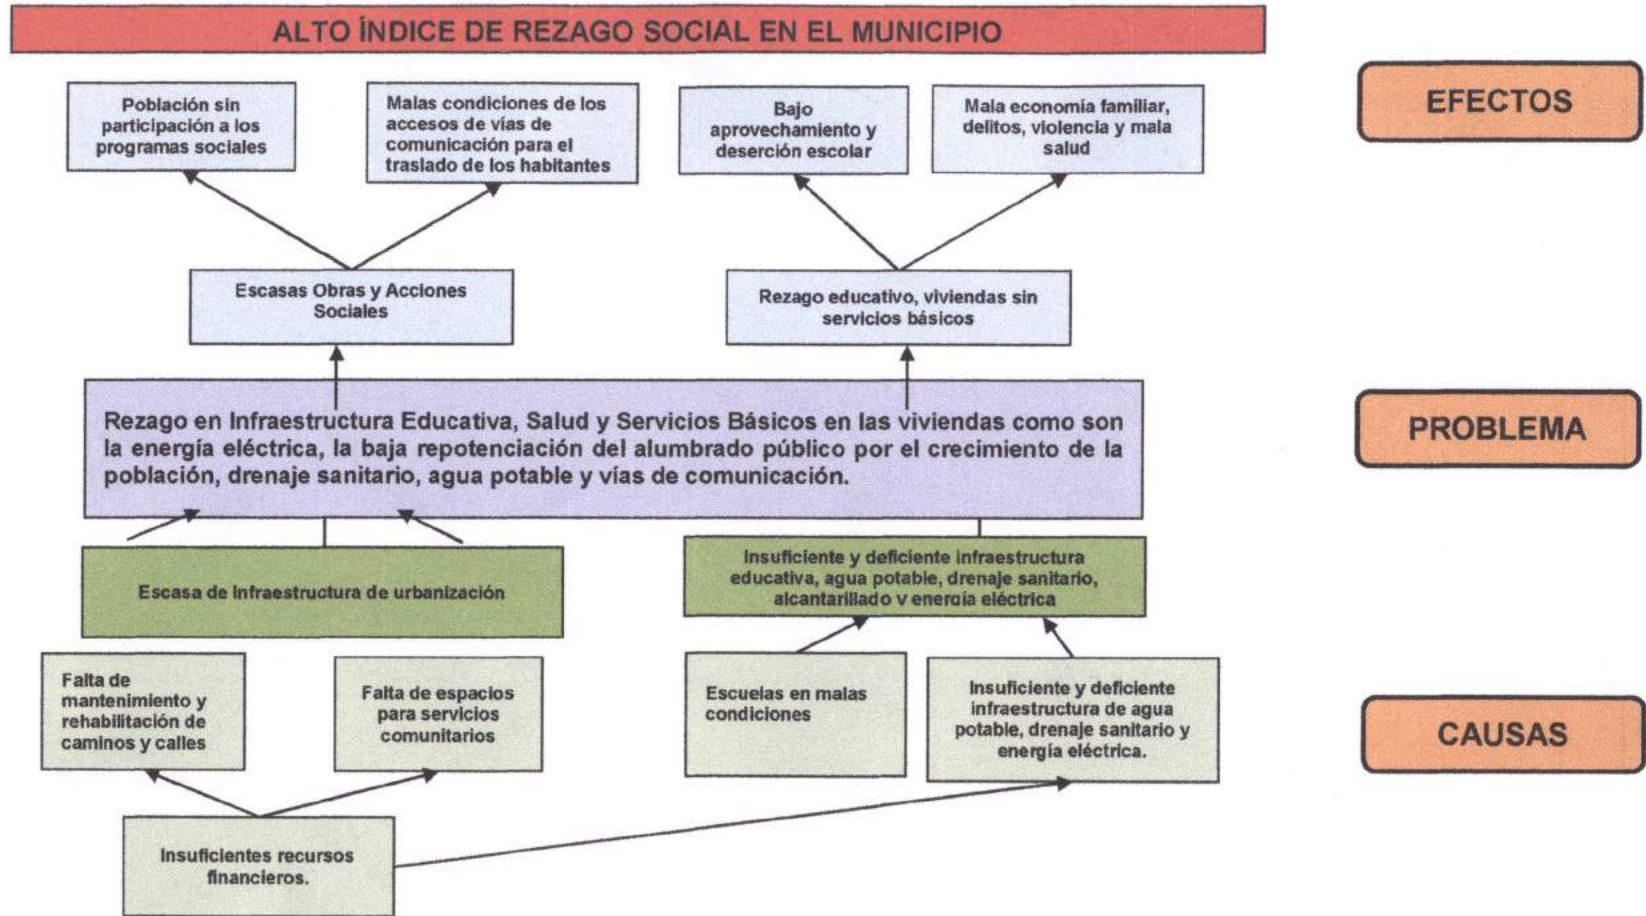 ALTO ÍNDICE DE REZAGO SOCIAL EN EL MUNICIPIO
EFECTOS
Población sin
participación a los
programas sociales
Malas condiciones de los
accesos de vías de
comunicación para el
traslado de los habitantes
Bajo
aprovechamiento y
deserción escolar
Mala economía familiar,
delitos, violencia y mala
salud
Escasas Obras y Acciones
Sociales
Rezago educativo, viviendas sin
servicios básicos
PROBLEMA
Rezago en Infraestructura Educativa, Salud y Servicios Básicos en las viviendas como son
la energía eléctrica, la baja repotenciación del alumbrado público por el crecimiento de la
población, drenaje sanitario, agua potable y vías de comunicación.
Escasa de infraestructura de urbanización
Insuficiente y deficiente infraestructura
educativa, agua potable, drenaje sanitario,
alcantarillado y energía eléctrica
CAUSAS
Falta de
mantenimiento y
rehabilitación de
caminos y calles
Falta de espacios
para servicios
comunitarios
Escuelas en malas
condiciones
Insuficiente y deficiente
infraestructura de agua
potable, drenaje sanitario y
energía eléctrica.
Insuficientes recursos
financieros.